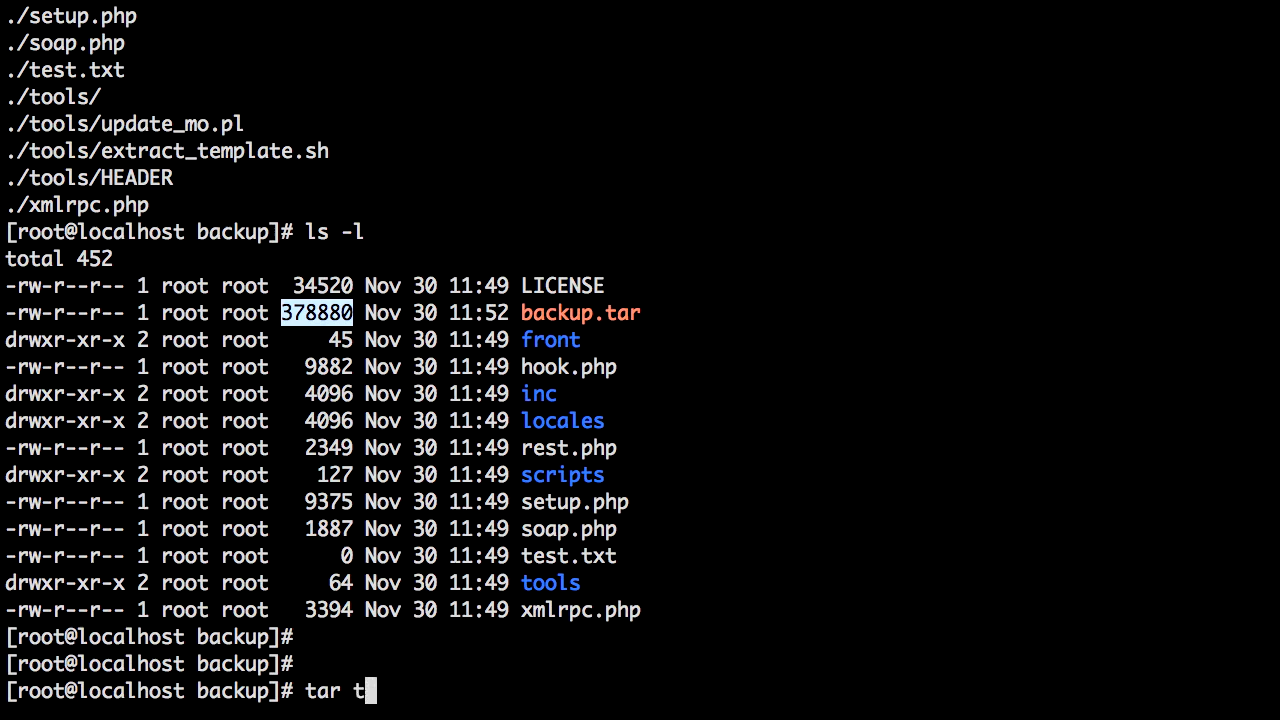 ./setup.php
./soap.php
./test.txt
./tools/
./tools/update_mo.pl
./tools/extract_template.sh
./tools/HEADER
./xmlrpc.php
[root@localhost backup]# ls -l
total 452
-rw-r--r-- 1 root root  34520 Nov 30 11:49 LICENSE
-rw-r--r-- 1 root root 378880 Nov 30 11:52 backup.tar
drwxr-xr-x 2 root root     45 Nov 30 11:49 front
-rw-r--r-- 1 root root   9882 Nov 30 11:49 hook.php
drwxr-xr-x 2 root root   4096 Nov 30 11:49 inc
drwxr-xr-x 2 root root   4096 Nov 30 11:49 locales
-rw-r--r-- 1 root root   2349 Nov 30 11:49 rest.php
drwxr-xr-x 2 root root    127 Nov 30 11:49 scripts
-rw-r--r-- 1 root root   9375 Nov 30 11:49 setup.php
-rw-r--r-- 1 root root   1887 Nov 30 11:49 soap.php
-rw-r--r-- 1 root root      0 Nov 30 11:49 test.txt
drwxr-xr-x 2 root root     64 Nov 30 11:49 tools
-rw-r--r-- 1 root root   3394 Nov 30 11:49 xmlrpc.php
[root@localhost backup]#
[root@localhost backup]#
[root@localhost backup]# tar t